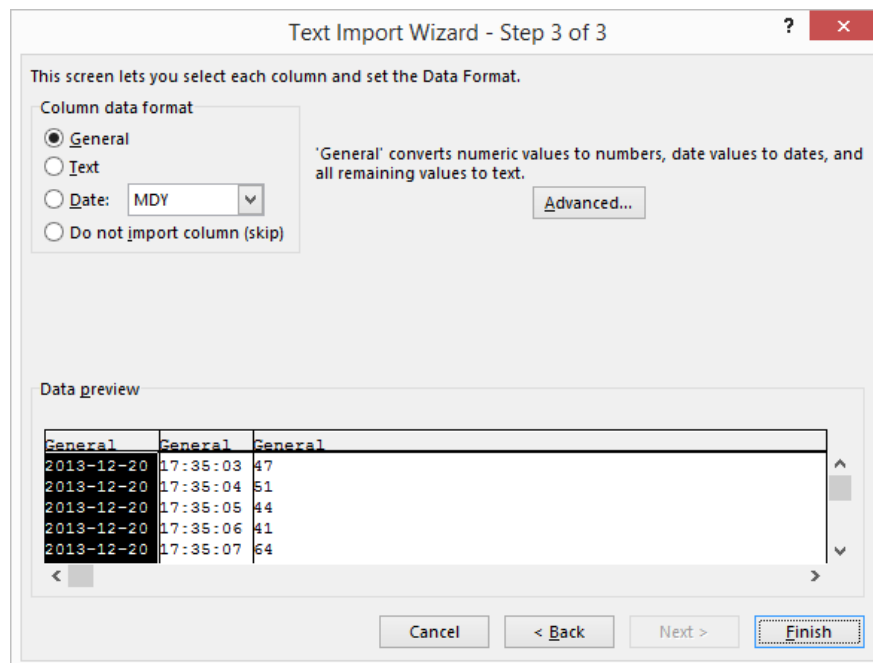 Text Import Wizard - Step 3 of 3
?
This screen lets you select each column and set the Data Format.
Column data format
General
Text
Date: MDY
Do not import column (skip)
'General' converts numeric values to numbers, date values to dates, and
all remaining values to text.
Advanced...
Data preview
General General General
2013-12-20 17:35:03 47
2013-12-20 17:35:04 51
2013-12-20 17:35:05 44
2013-12-20 17:35:06 41
2013-12-20 17:35:07 64
Cancel < Back Next > Finish